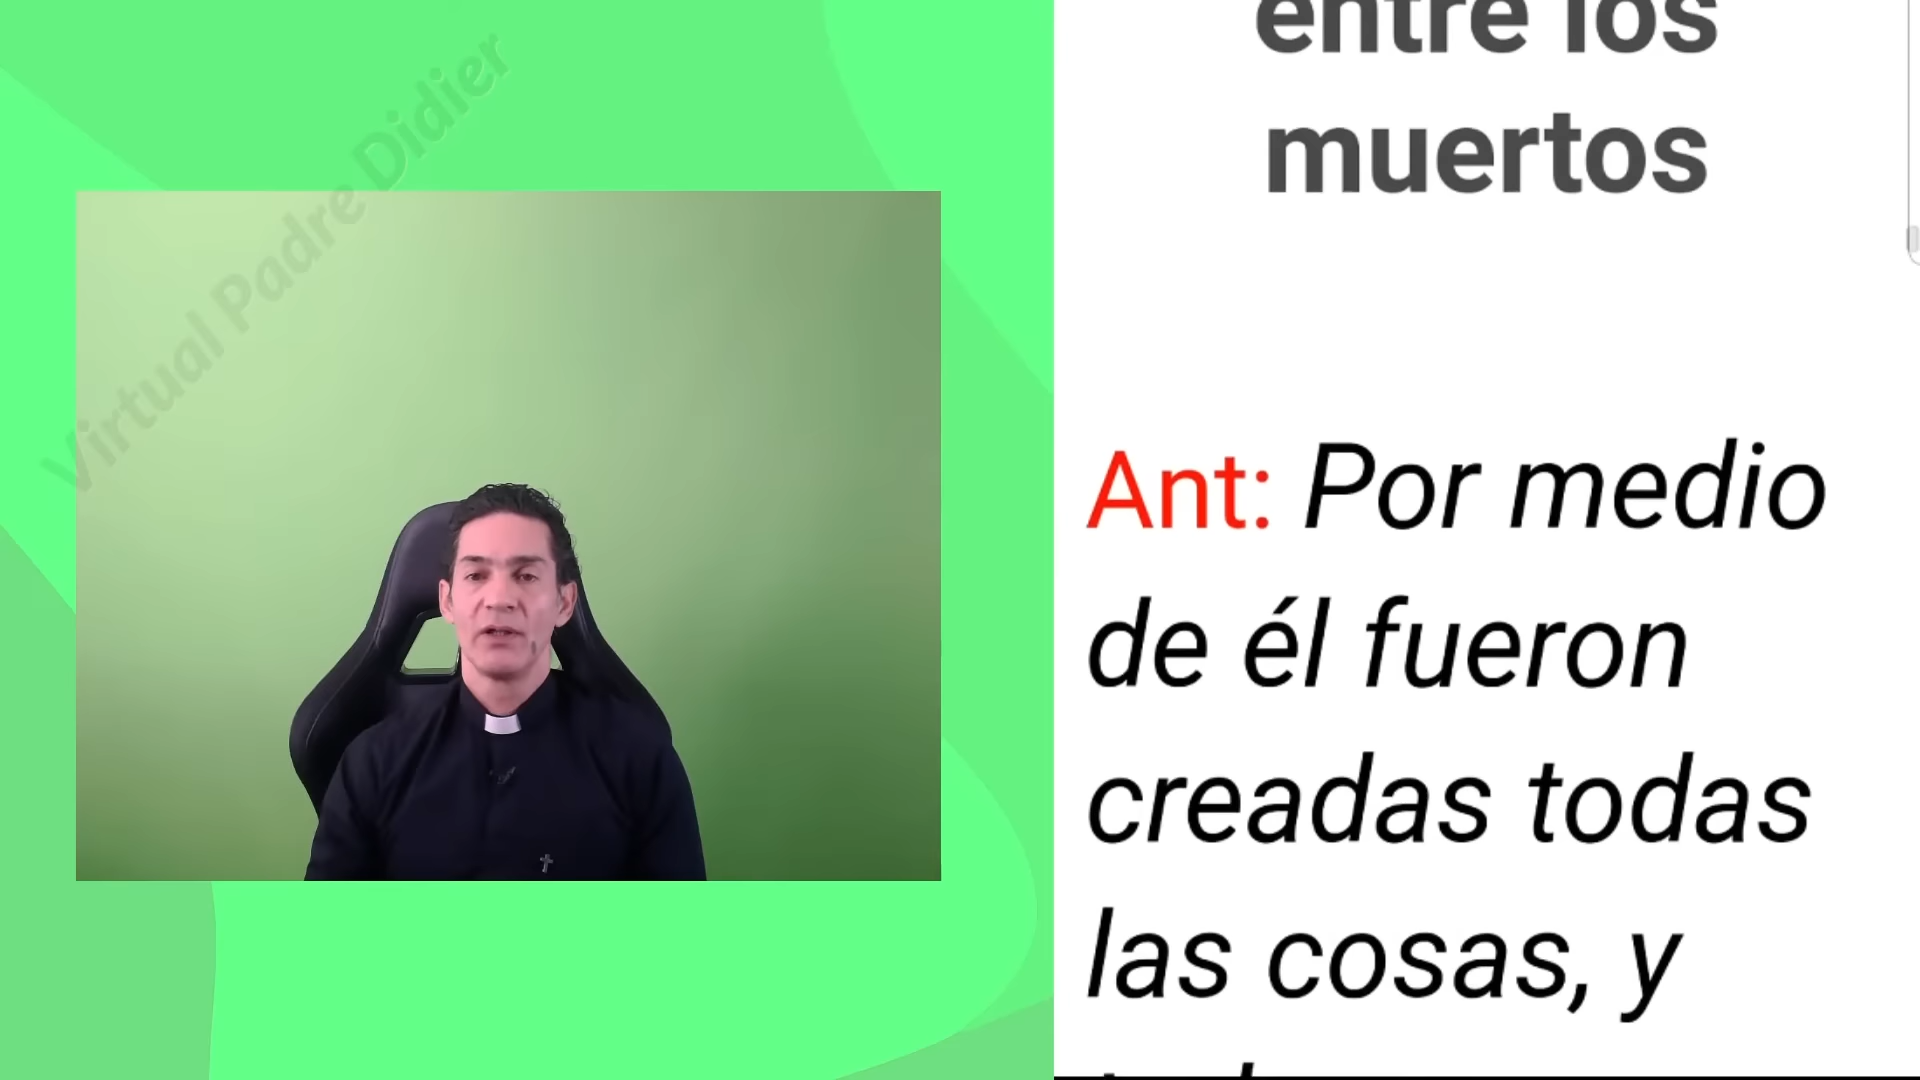 Virtual Padre Didier
entre los
muertos
Ant: Por medio
de él fueron
creadas todas
las cosas, y